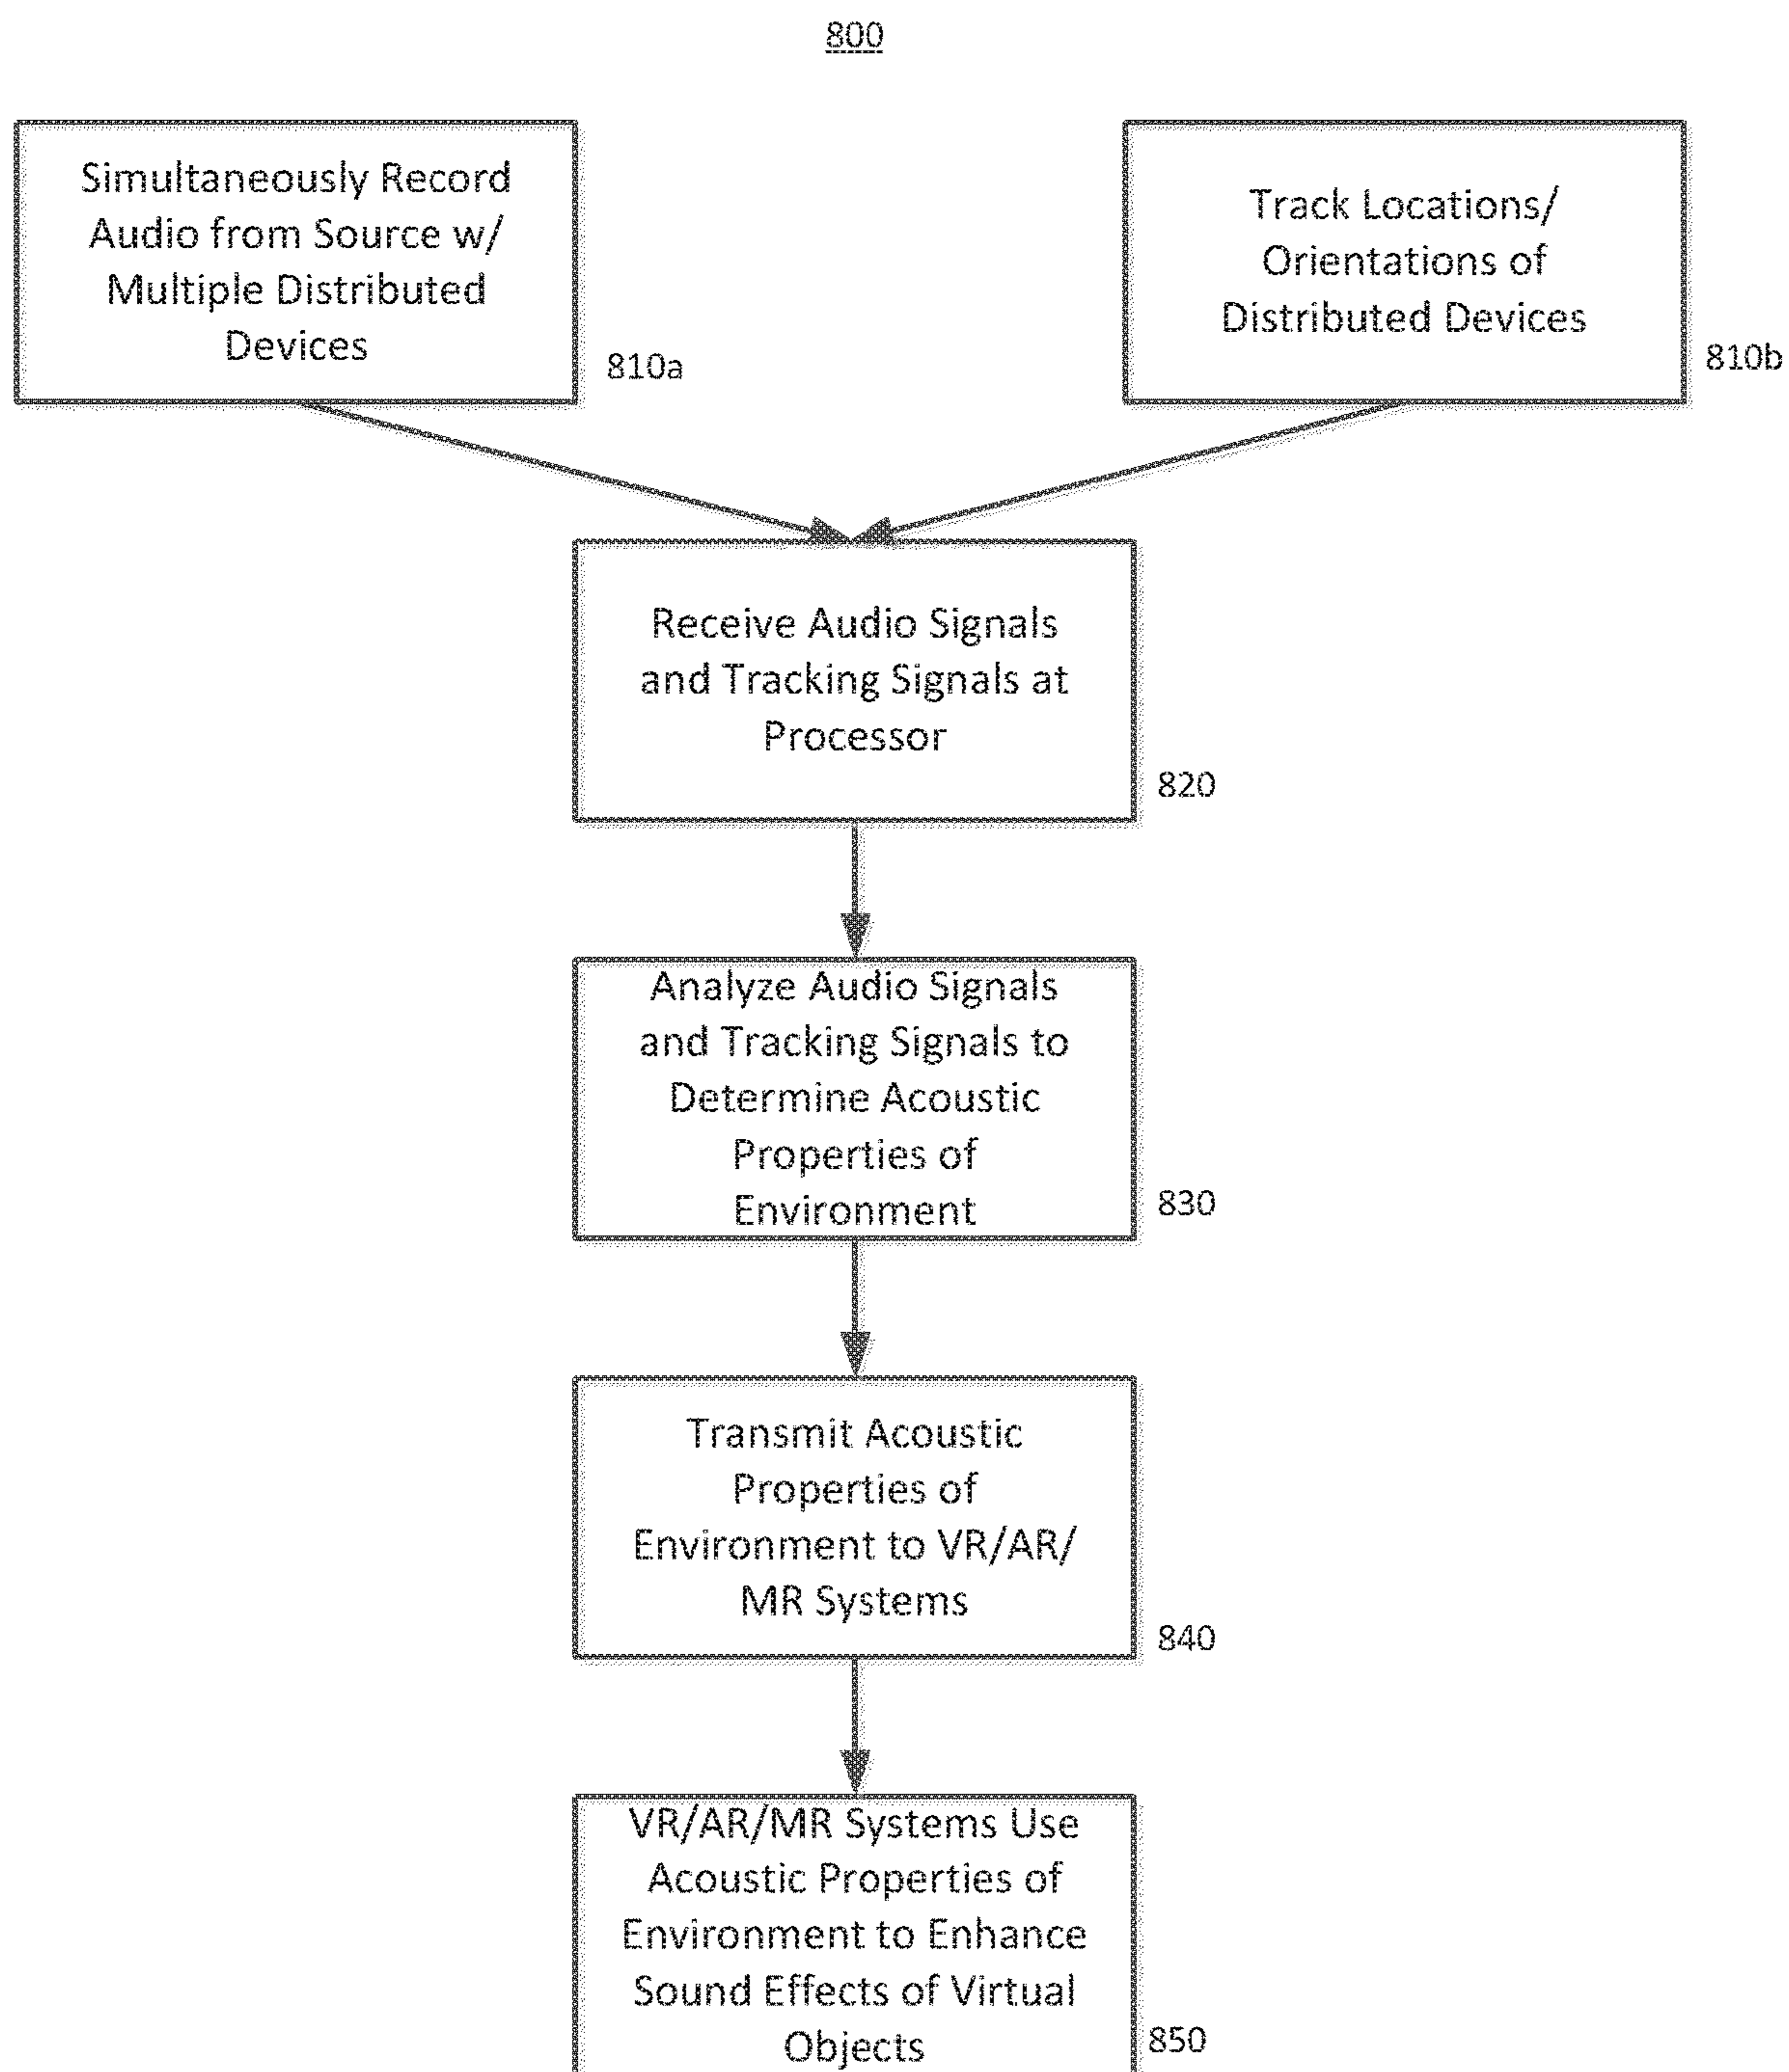 800
Simultaneously Record
Audio from Source w/
Multiple Distributed
Devices
810a
Track Locations/
Orientations of
Distributed Devices
810b
Receive Audio Signals
and Tracking Signals at
Processor
820
Analyze Audio Signals
and Tracking Signals to
Determine Acoustic
Properties of
Environment
830
Transmit Acoustic
Properties of
Environment to VR/AR/
MR Systems
840
VR/AR/MR Systems Use
Acoustic Properties of
Environment to Enhance
Sound Effects of Virtual
Objects
850